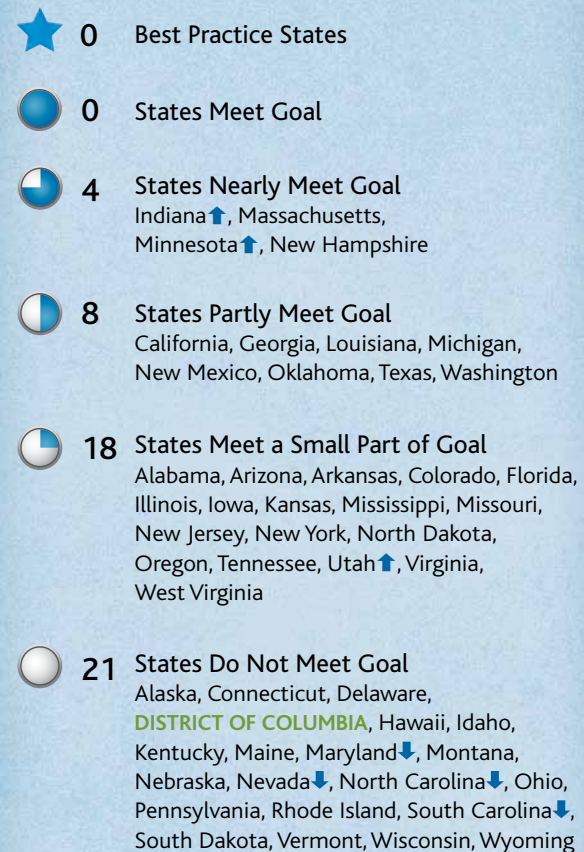 0 Best Practice States
0 States Meet Goal
4 States Nearly Meet Goal
Indiana⬆, Massachusetts,
Minnesota⬆, New Hampshire
8 States Partly Meet Goal
California, Georgia, Louisiana, Michigan,
New Mexico, Oklahoma, Texas, Washington
18 States Meet a Small Part of Goal
Alabama, Arizona, Arkansas, Colorado, Florida,
Illinois, Iowa, Kansas, Mississippi, Missouri,
New Jersey, New York, North Dakota,
Oregon, Tennessee, Utah⬆, Virginia,
West Virginia
21 States Do Not Meet Goal
Alaska, Connecticut, Delaware,
DISTRICT OF COLUMBIA, Hawaii, Idaho,
Kentucky, Maine, Maryland⬇, Montana,
Nebraska, Nevada⬇, North Carolina⬇, Ohio,
Pennsylvania, Rhode Island, South Carolina⬇,
South Dakota, Vermont, Wisconsin, Wyoming